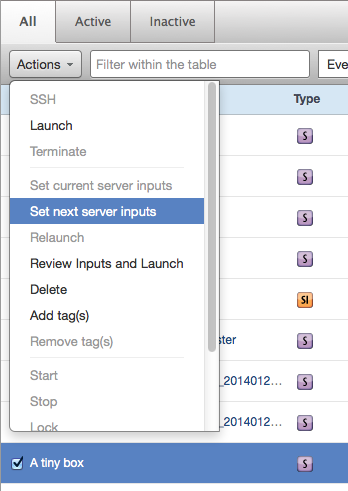 All Active Inactive
Actions Filter within the table Eve
Type
SSH
Launch
S
Terminate
S
Set current server inputs
Set next server inputs
S
Relaunch
Review Inputs and Launch
S
Delete
SI
Add tag(s)
Remove tag(s) ster S
Start _2014012… S
Stop
Lock _2014012… S
A tiny box S